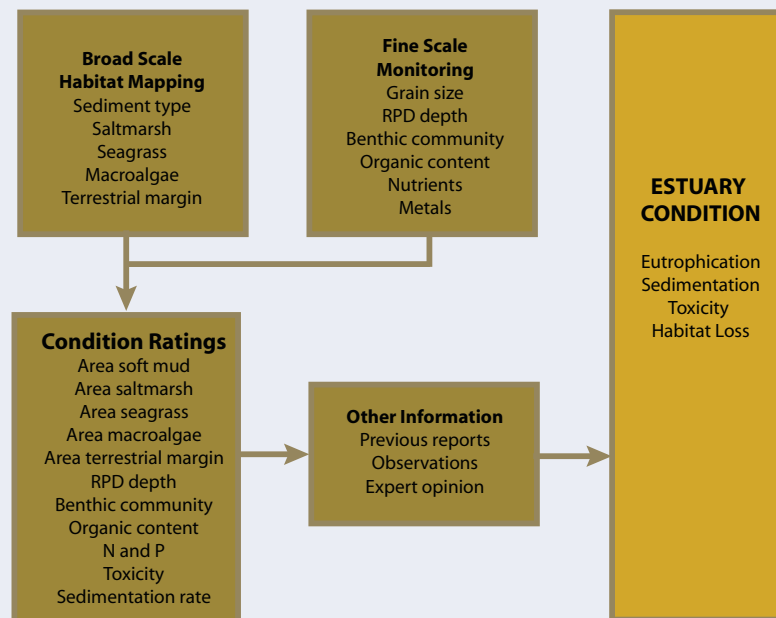 Broad Scale
Habitat Mapping
Sediment type
Saltmarsh
Seagrass
Macroalgae
Terrestrial margin
Fine Scale
Monitoring
Grain size
RPD depth
Benthic community
Organic content
Nutrients
Metals
Condition Ratings
Area soft mud
Area saltmarsh
Area seagrass
Area macroalgae
Area terrestrial margin
RPD depth
Benthic community
Organic content
N and P
Toxicity
Sedimentation rate
Other Information
Previous reports
Observations
Expert opinion
ESTUARY
CONDITION
Eutrophication
Sedimentation
Toxicity
Habitat Loss